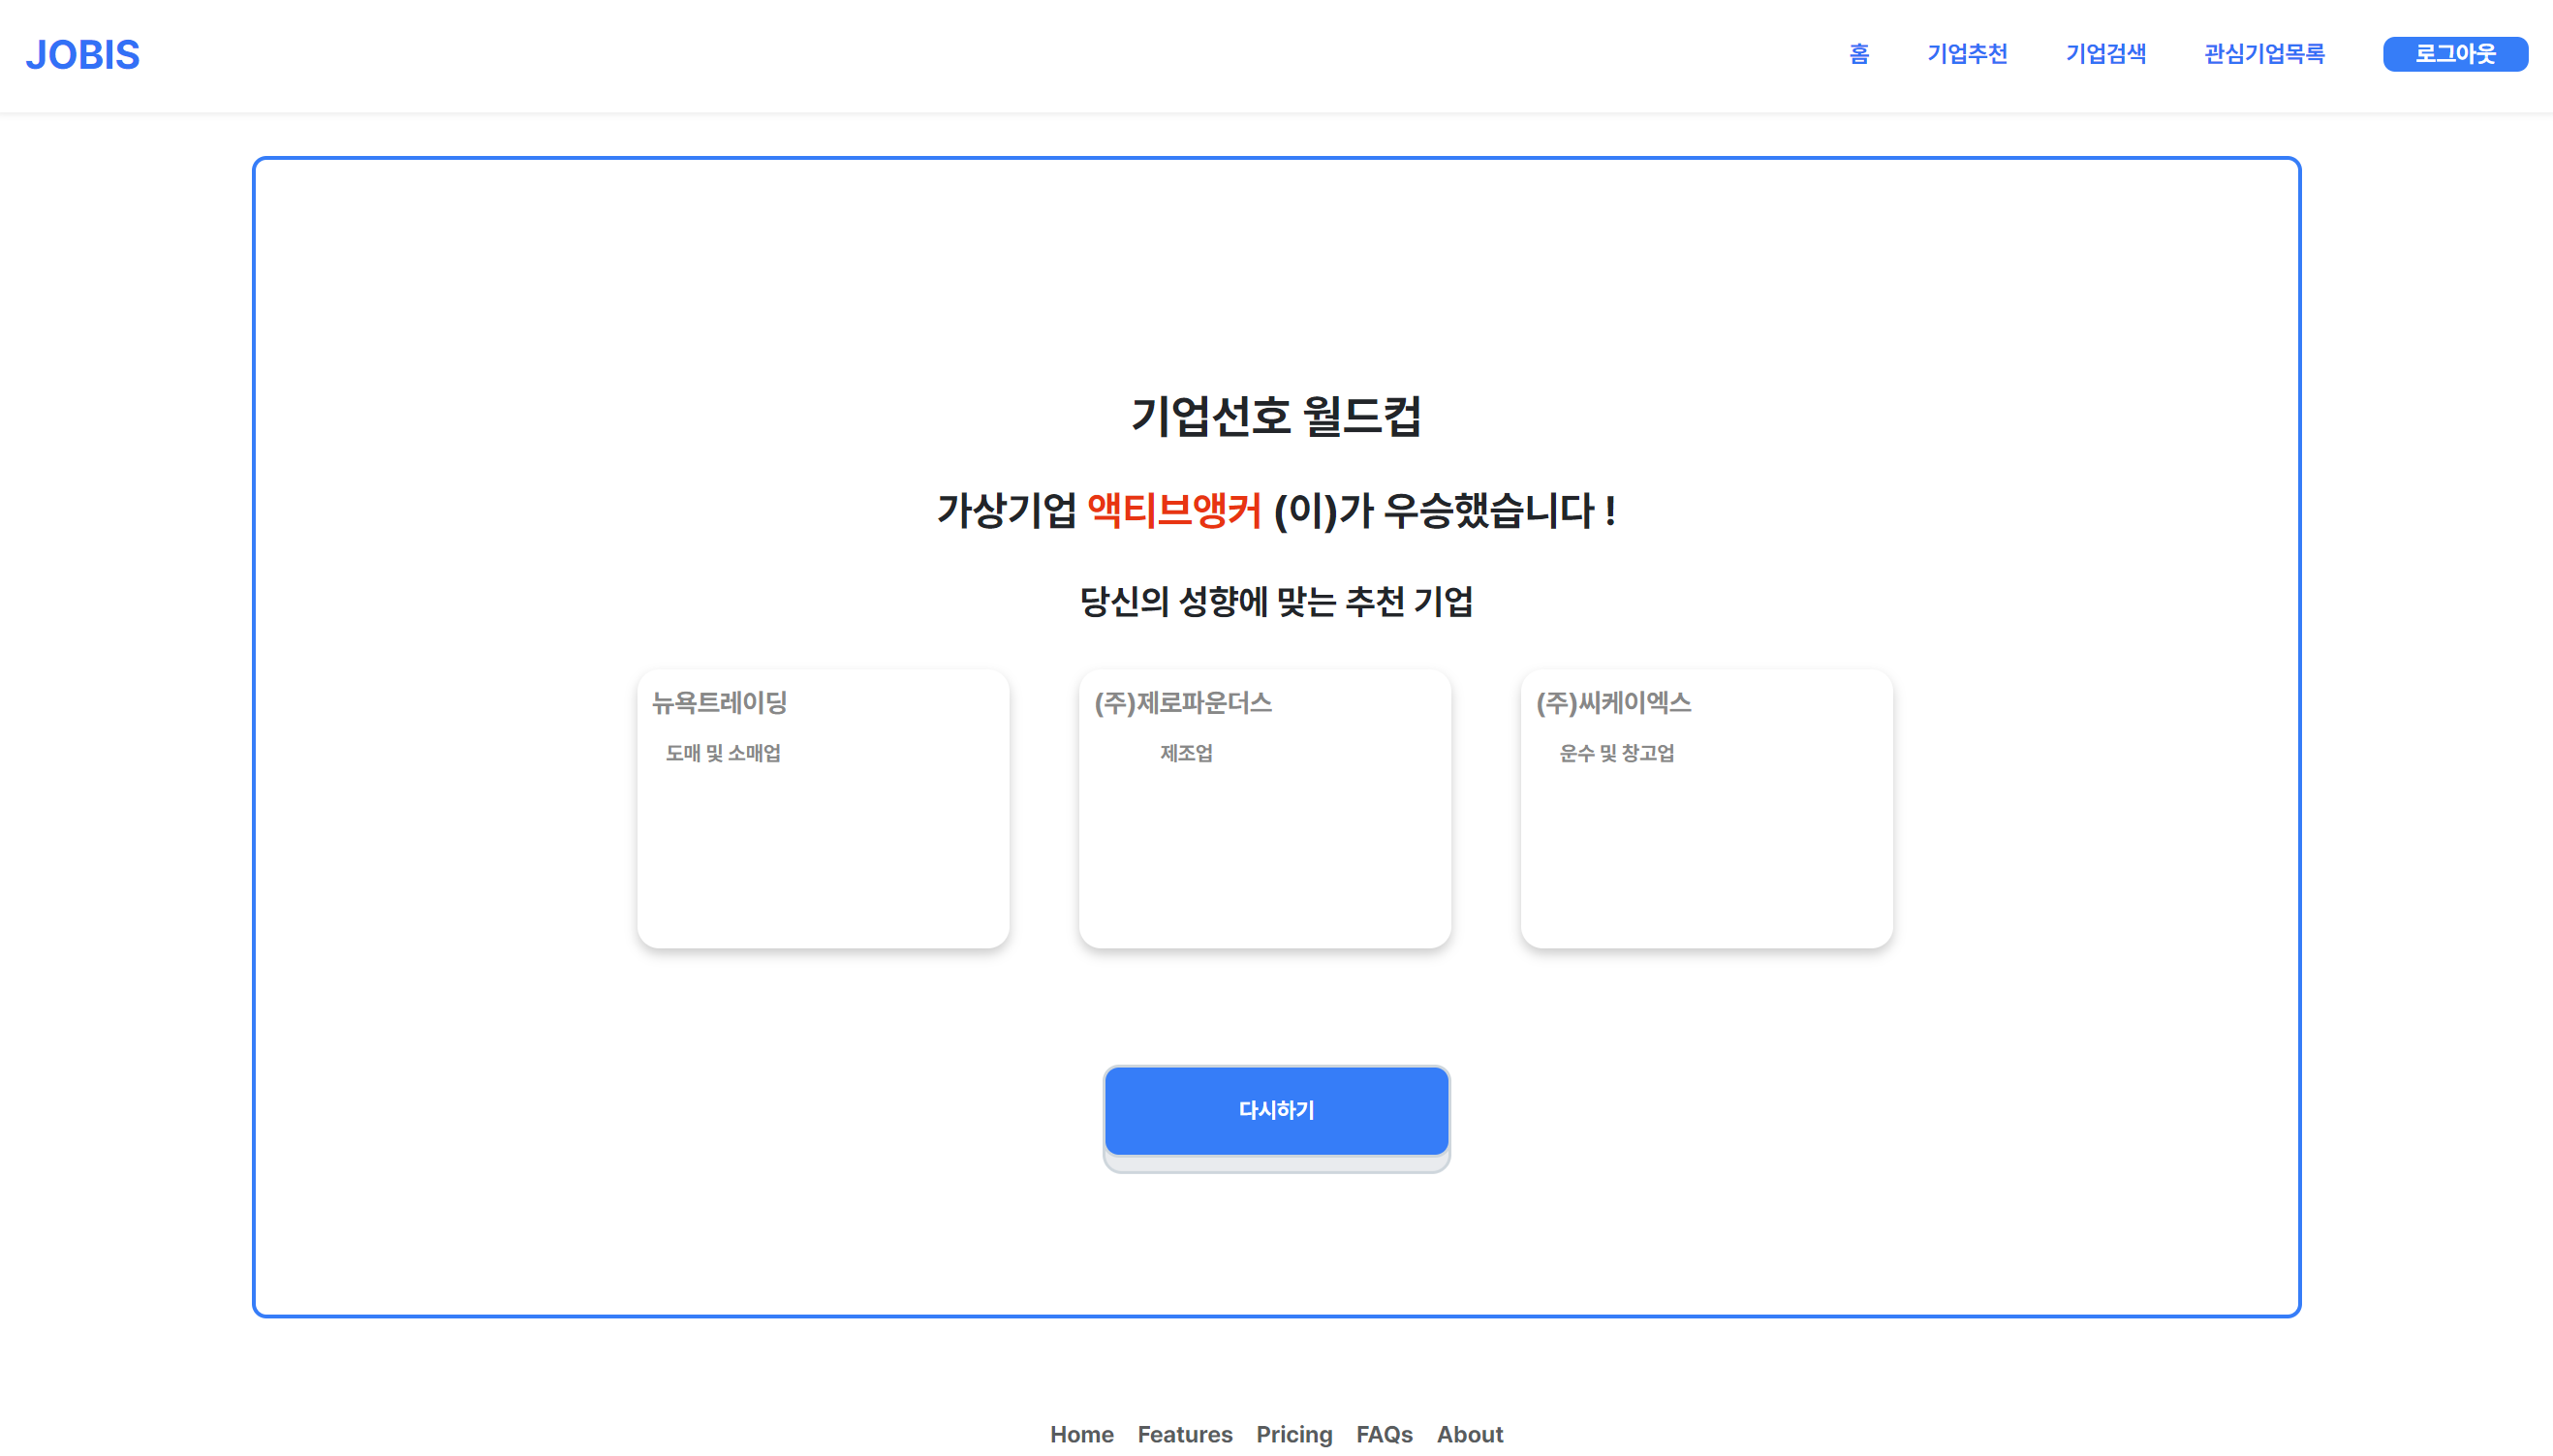 JOBIS
홈 기업추천 기업검색 관심기업목록 로그아웃
기업선호 월드컵
가상기업 액티브앵커 (이)가 우승했습니다 !
당신의 성향에 맞는 추천 기업
뉴욕트레이딩
도매 및 소매업
(주)제로파운더스
제조업
(주)씨케이엑스
운수 및 창고업
다시하기
Home Features Pricing FAQs About